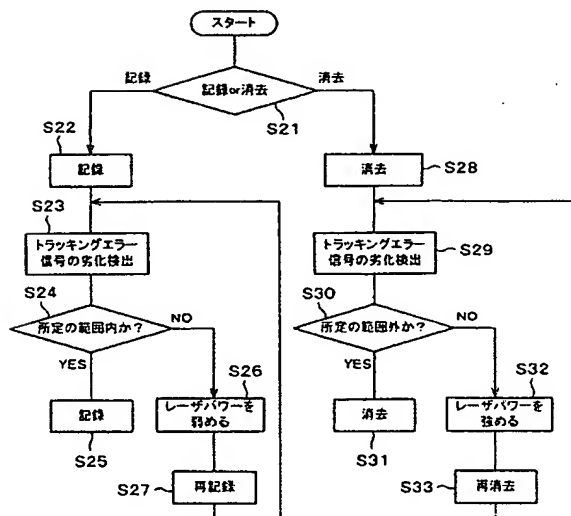 スタート
記録
消去
記録or消去
S21
S22
記録
消去
S28
S23
トラッキングエラー
信号の劣化検出
トラッキングエラー
信号の劣化検出
S29
S24
所定の範囲内か?
NO
YES
S30
所定の範囲外か?
NO
YES
S26
レーザパワーを
弱める
S32
レーザパワーを
強める
記録
S25
消去
S31
S27
再記録
S33
再消去